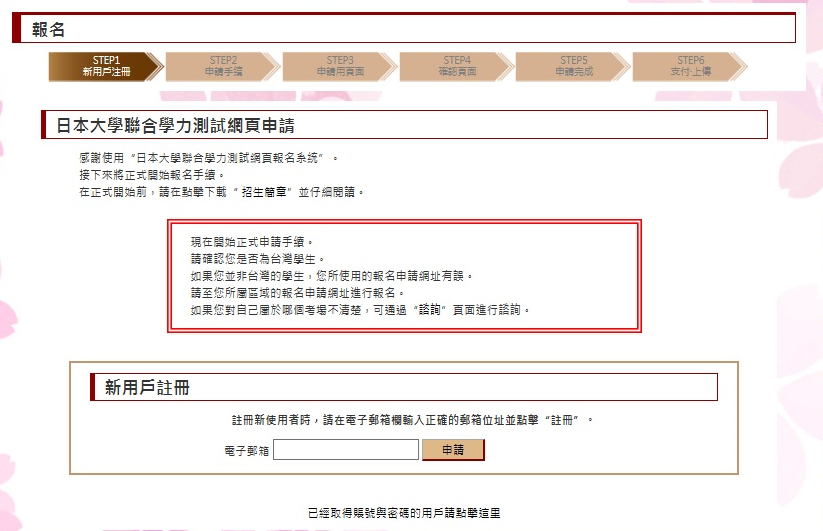 報名
STEP1
新用戶註冊
STEP2
申請手續
STEP3
申請用頁面
STEP4
確認頁面
STEP5
申請完成
STEP6
支付·上傳
日本大學聯合學力測試網頁申請
感謝使用“日本大學聯合學力測試網頁報名系統”。
接下來將正式開始報名手續。
在正式開始前，請在點擊下載“招生簡章”並仔細閱讀。
現在開始正式申請手續。
請確認您是否為台灣學生。
如果您並非台灣的學生，您所使用的報名申請網址有誤。
請至您所屬區域的報名申請網址進行報名。
如果您對自己屬於哪個考場不清楚，可通過“諮詢”頁面進行諮詢。
新用戶註冊
註冊新使用者時，請在電子郵箱欄輸入正確的郵箱位址並點擊“註冊”。
電子郵箱 申請
已經取得賬號與密碼的用戶請點擊這里